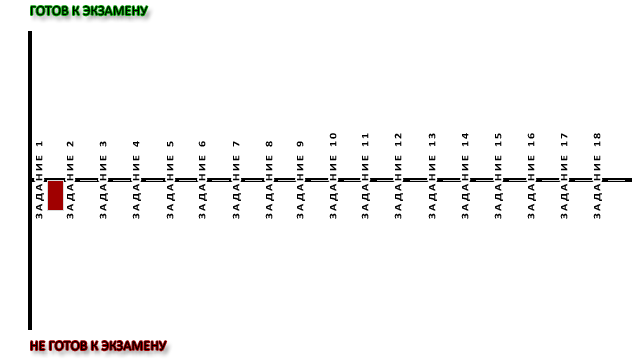 ГОТОВ К ЭКЗАМЕНУ
ЗАДАНИЕ 1
ЗАДАНИЕ 2
ЗАДАНИЕ 3
ЗАДАНИЕ 4
ЗАДАНИЕ 5
ЗАДАНИЕ 6
ЗАДАНИЕ 7
ЗАДАНИЕ 8
ЗАДАНИЕ 9
ЗАДАНИЕ 10
ЗАДАНИЕ 11
ЗАДАНИЕ 12
ЗАДАНИЕ 13
ЗАДАНИЕ 14
ЗАДАНИЕ 15
ЗАДАНИЕ 16
ЗАДАНИЕ 17
ЗАДАНИЕ 18
НЕ ГОТОВ К ЭКЗАМЕНУ